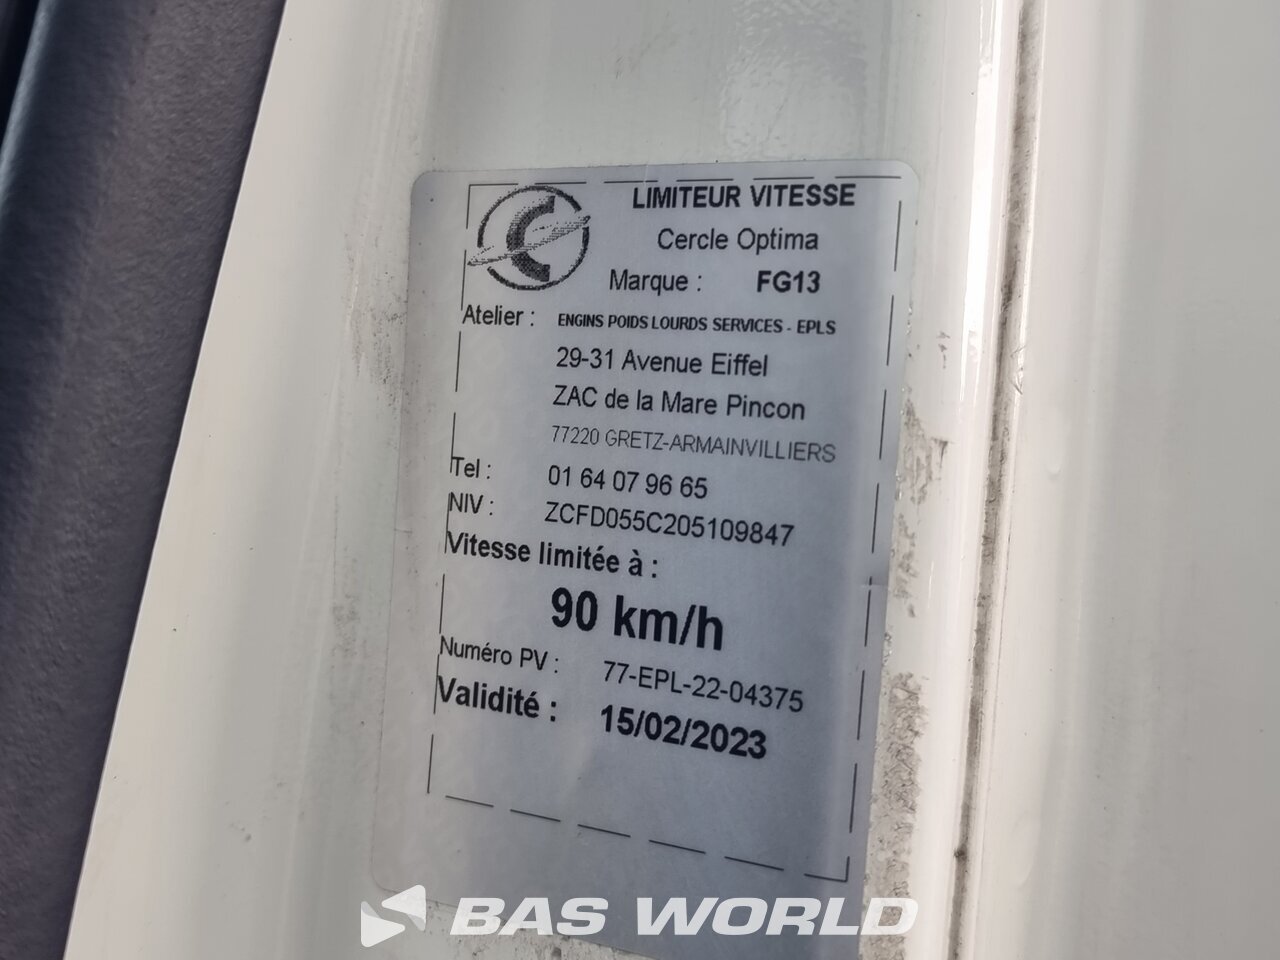 LIMITEUR VITESSE
Cercle Optima
Marque : FG13
Atelier : ENGINS POIDS LOURDS SERVICES - EPLS
29-31 Avenue Eiffel
ZAC de la Mare Pincon
77220 GRETZ-ARMAINVILLIERS
Tel : 01 64 07 96 65
NIV : ZCFD055C205109847
Vitesse limitée à :
90 km/h
Numéro PV : 77-EPL-22-04375
Validité : 15/02/2023
BAS WORLD